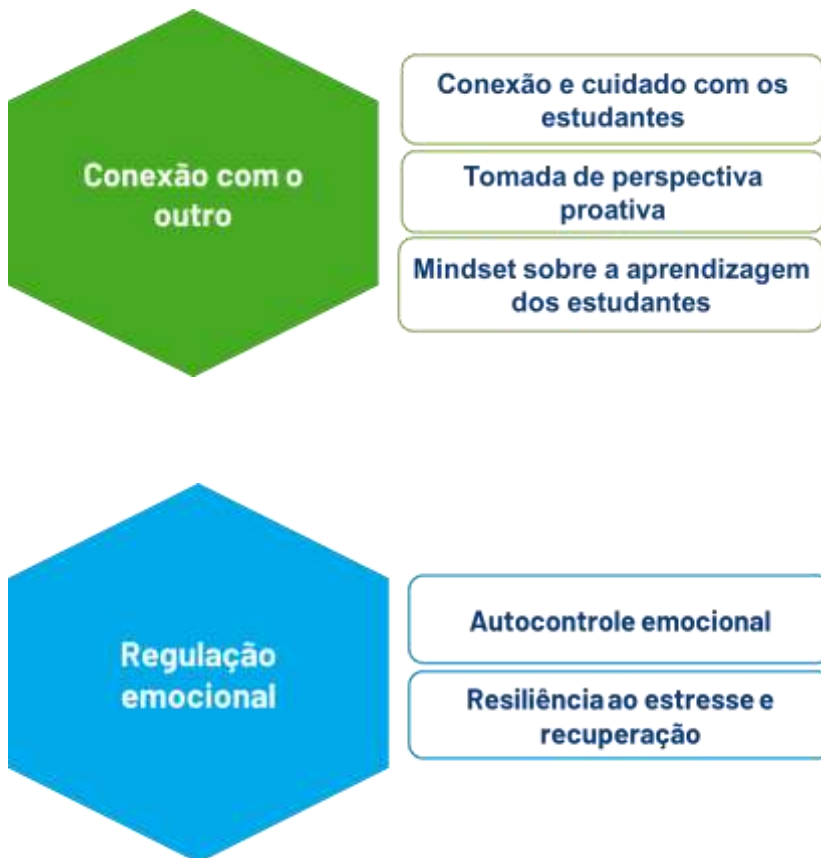 Conexão com o
outro
Conexão e cuidado com os
estudantes
Tomada de perspectiva
proativa
Mindset sobre a aprendizagem
dos estudantes
Regulação
emocional
Autocontrole emocional
Resiliência ao estresse e
recuperação